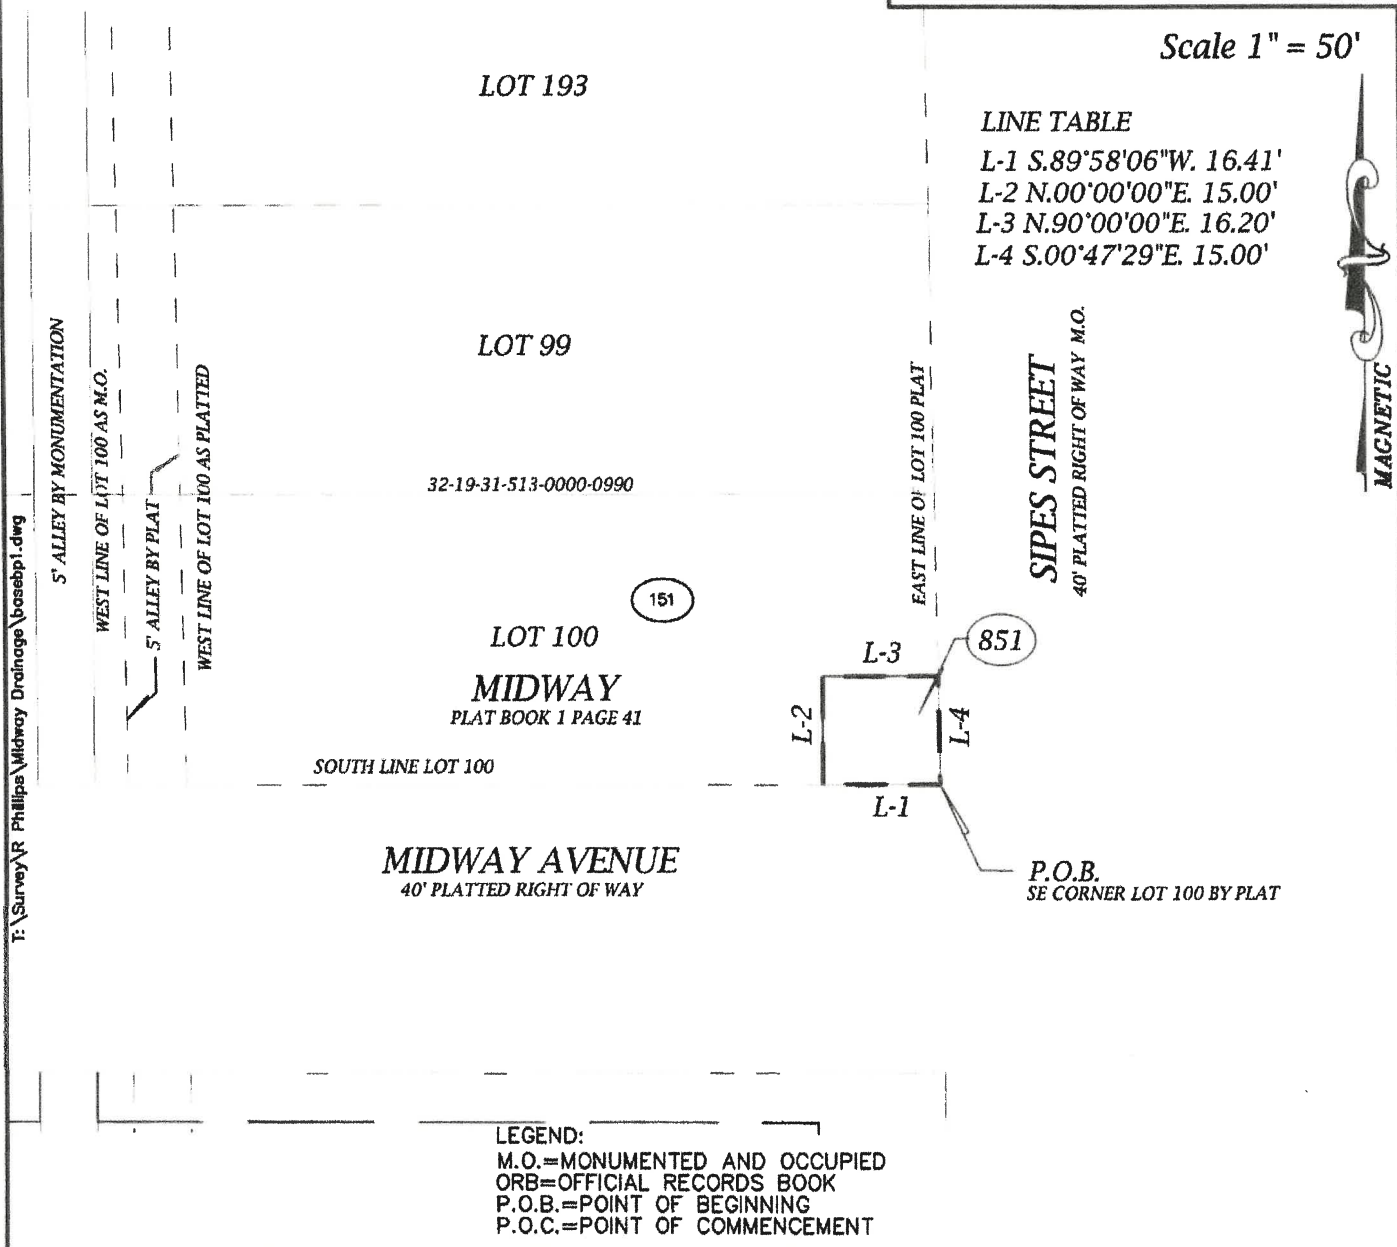 Scale 1" = 50'
LOT 193
LINE TABLE
L-1 S.89°58'06"W. 16.41'
L-2 N.00°00'00"E. 15.00'
L-3 N.90°00'00"E. 16.20'
L-4 S.00°47'29"E. 15.00'
MAGNETIC
LOT 99
5' ALLEY BY MONUMENTATION
WEST LINE OF LOT 100 AS M.O.
5' ALLEY BY PLAT
WEST LINE OF LOT 100 AS PLATTED
32-19-31-513-0000-0990
EAST LINE OF LOT 100 PLAT
SIPES STREET
40' PLATTED RIGHT OF WAY M.O.
151
LOT 100
MIDWAY
PLAT BOOK 1 PAGE 41
851
L-3
L-2
L-4
L-1
SOUTH LINE LOT 100
MIDWAY AVENUE
40' PLATTED RIGHT OF WAY
P.O.B.
SE CORNER LOT 100 BY PLAT
T:\Survey\R Phillips\Midway Drainage\basebp1.dwg
LEGEND:
M.O.=MONUMENTED AND OCCUPIED
ORB=OFFICIAL RECORDS BOOK
P.O.B.=POINT OF BEGINNING
P.O.C.=POINT OF COMMENCEMENT